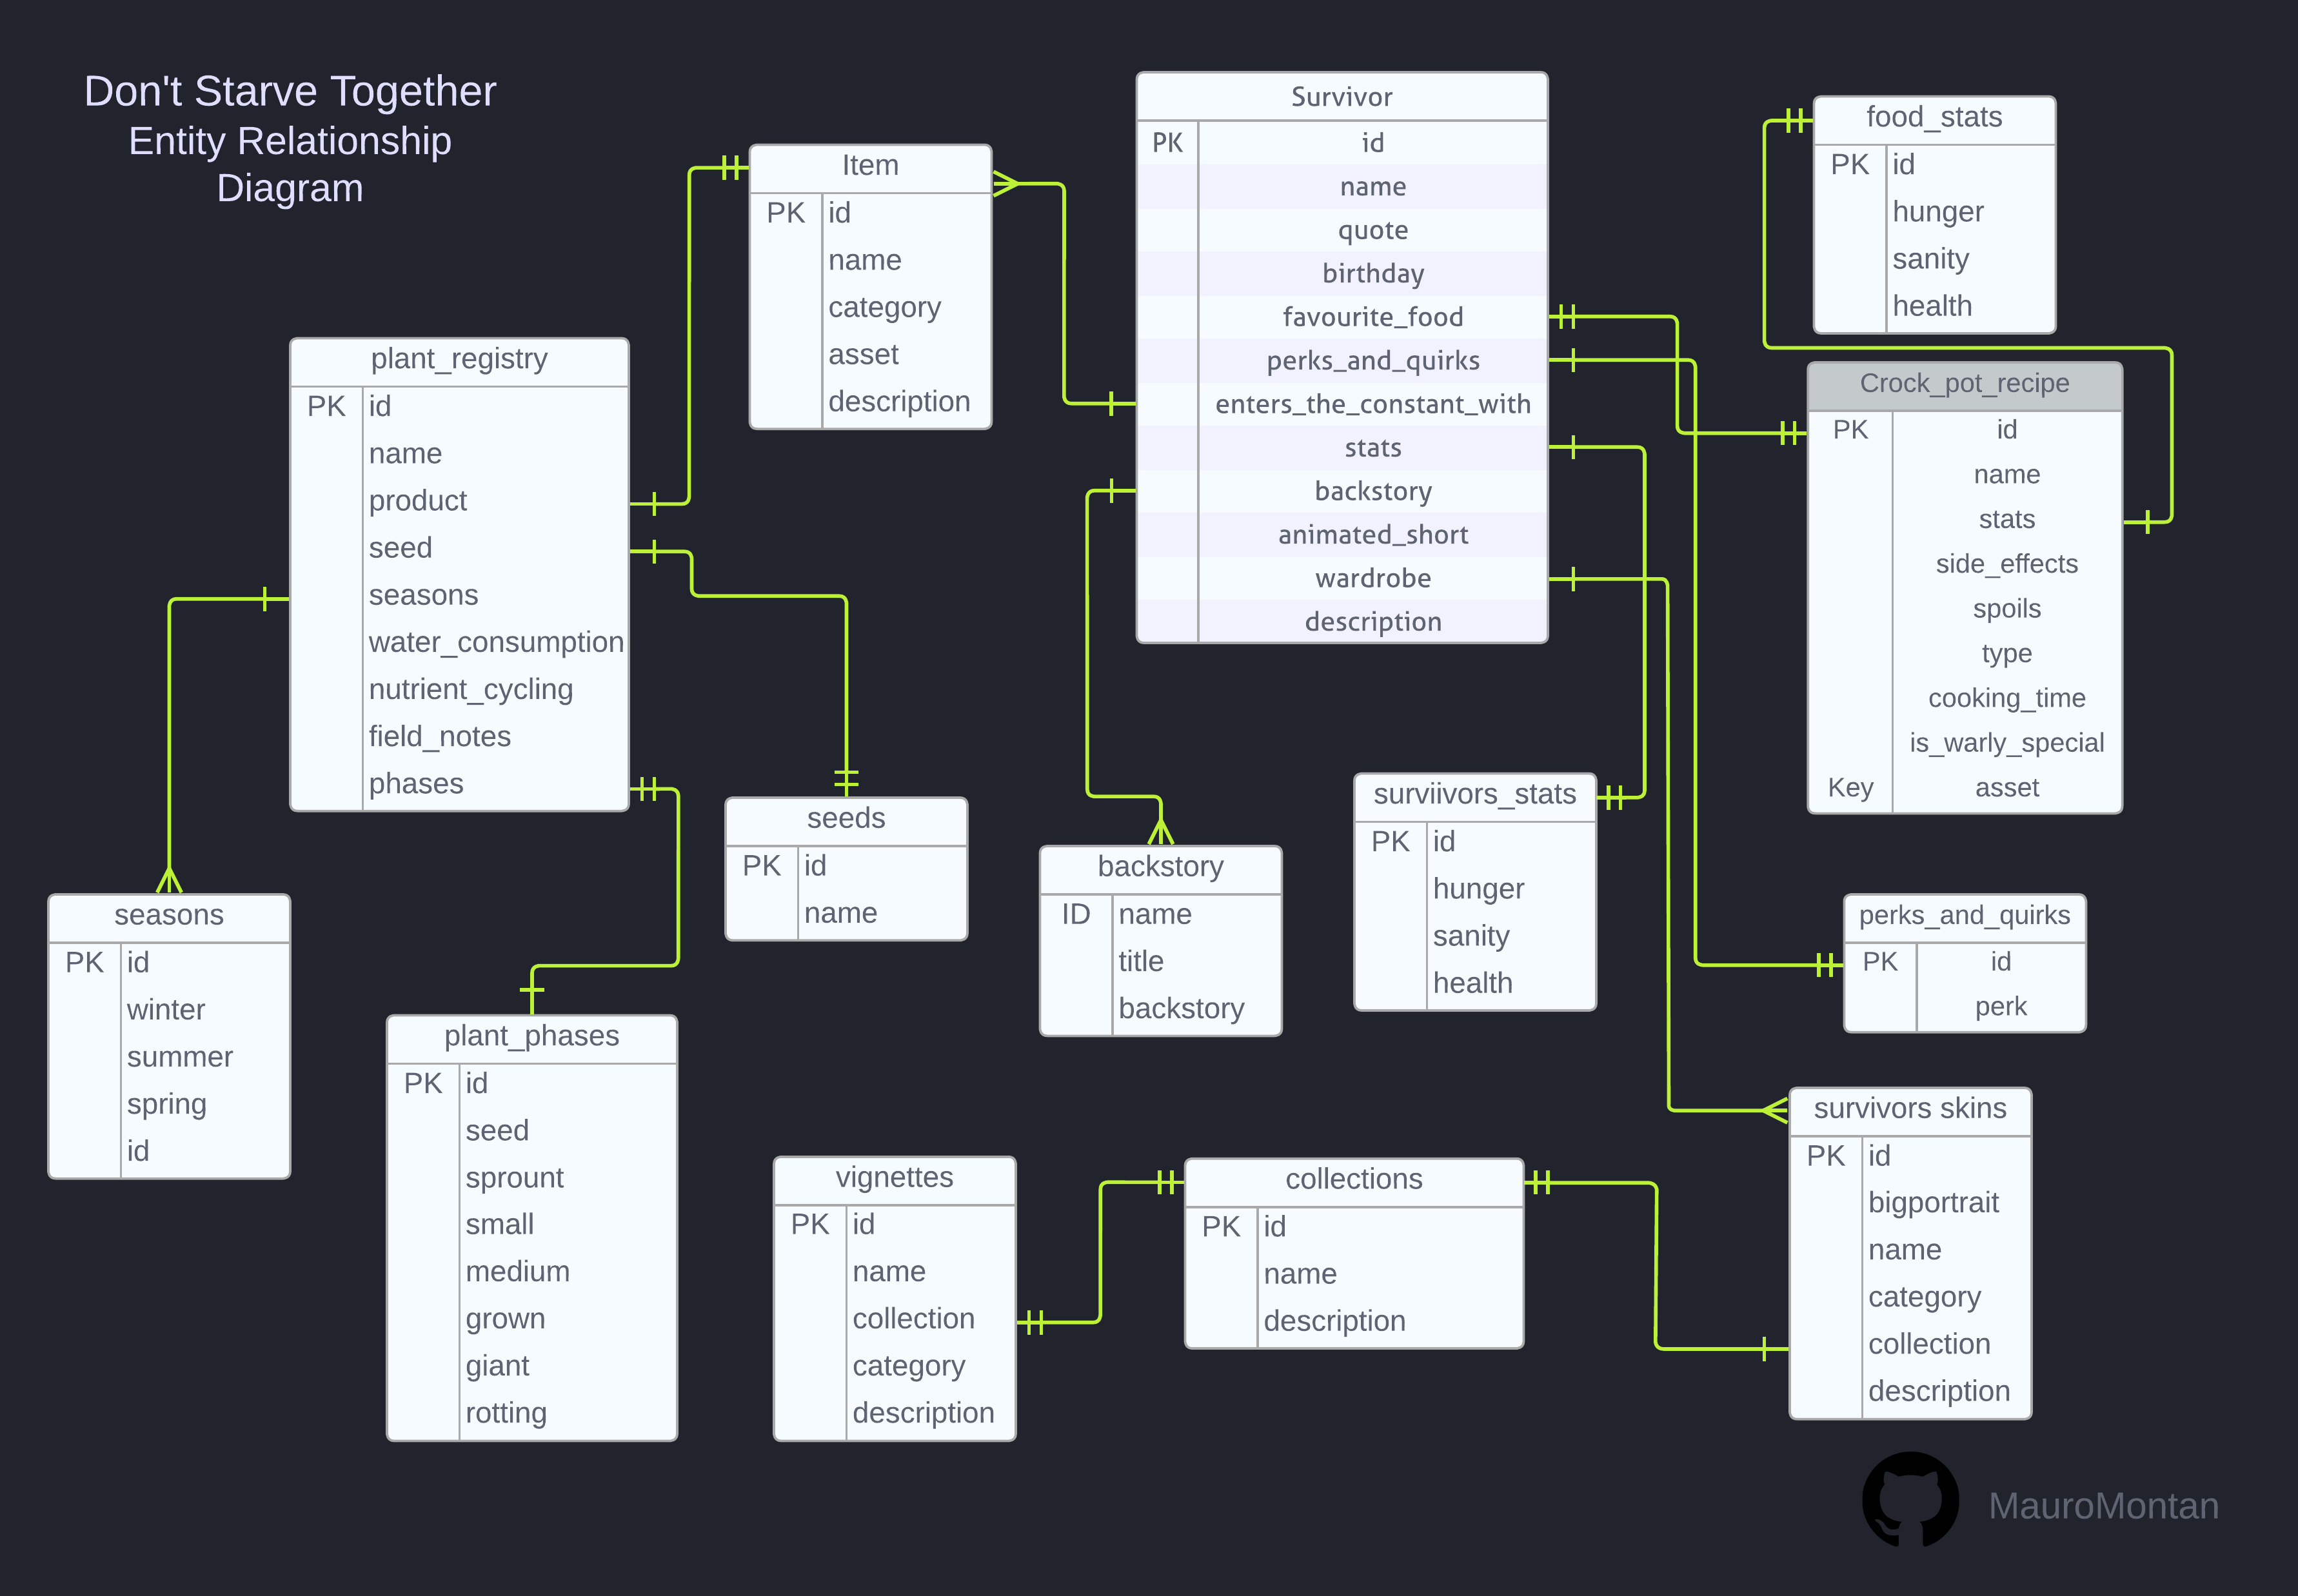 Don't Starve Together
Entity Relationship
Diagram
Item
PK id
name
category
asset
description
Survivor
PK id
name
quote
birthday
favourite_food
perks_and_quirks
enters_the_constant_with
stats
backstory
animated_short
wardrobe
description
food_stats
PK id
hunger
sanity
health
plant_registry
PK id
name
product
seed
seasons
water_consumption
nutrient_cycling
field_notes
phases
Crock_pot_recipe
PK id
name
stats
side_effects
spoils
type
cooking_time
is_warly_special
Key asset
seeds
PK id
name
backstory
ID name
title
backstory
surviivors_stats
PK id
hunger
sanity
health
perks_and_quirks
PK id
perk
seasons
PK id
winter
summer
spring
id
plant_phases
PK id
seed
sprount
small
medium
grown
giant
rotting
vignettes
PK id
name
collection
category
description
collections
PK id
name
description
survivors skins
PK id
bigportrait
name
category
collection
description
MauroMontan